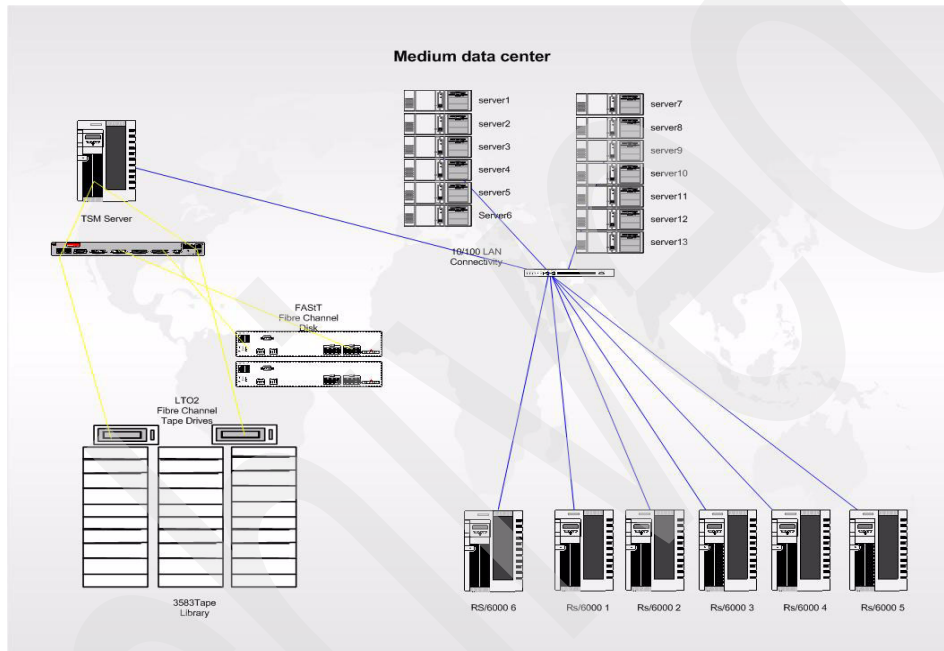 Medium data center
server1
server2
server3
server4
server5
Server6
server7
server8
server9
server10
server11
server12
server13
TSM Server
10/100 LAN
Connectivity
FAStT
Fibre Channel
Disk
LTO2
Fibre Channel
Tape Drives
3583Tape
Library
RS/6000 6
Rs/6000 1
Rs/6000 2
Rs/6000 3
Rs/6000 4
Rs/6000 5